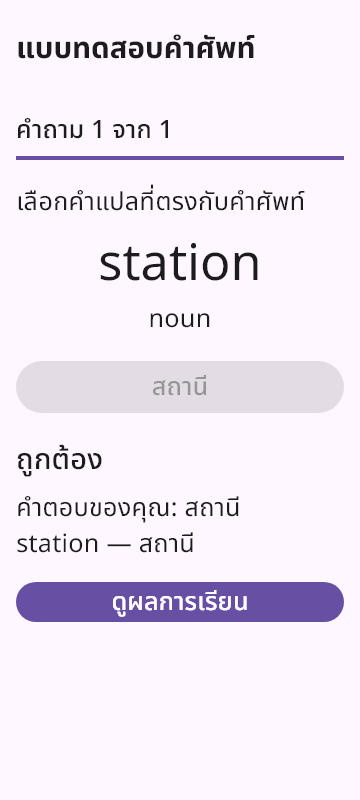 แบบทดสอบคำศัพท์
คำถาม 1 จาก 1
เลือกคำแปลที่ตรงกับคำศัพท์
station
noun
สถานี
ถูกต้อง
คำตอบของคุณ: สถานี
station — สถานี
ดูผลการเรียน